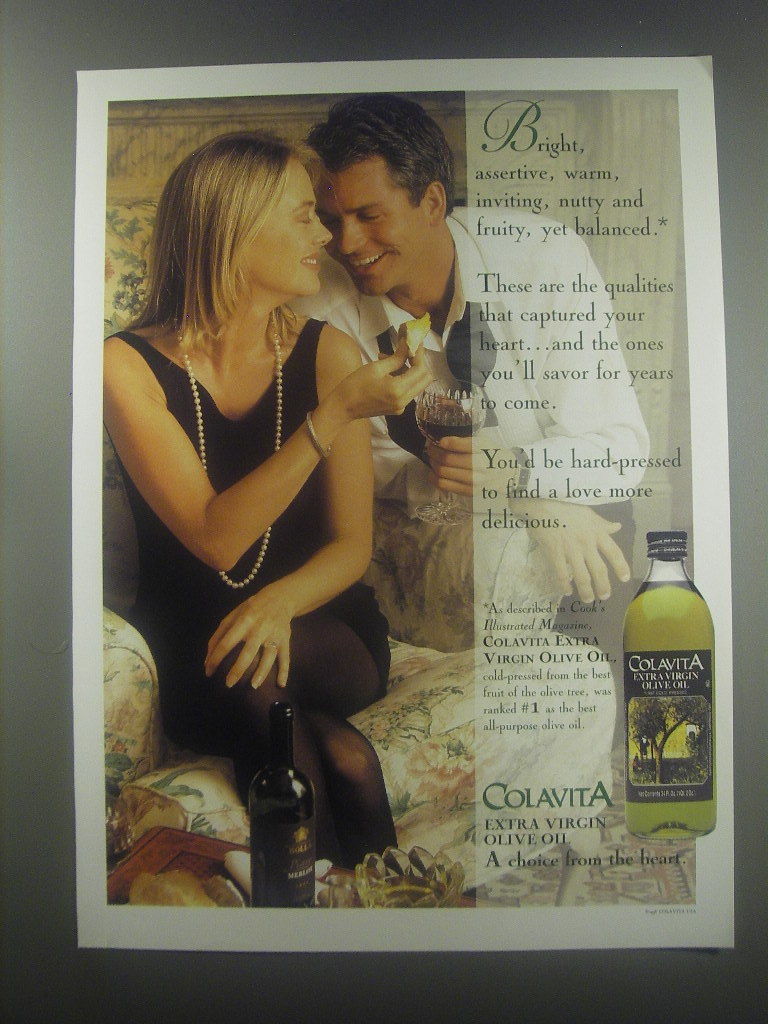 Bright,
assertive, warm,
inviting, nutty and
fruity, yet balanced.*
These are the qualities
that captured your
heart...and the ones
you'll savor for years
to come.
You'd be hard-pressed
to find a love more
delicious.
*As described in Cook's
Illustrated Magazine,
COLAVITA EXTRA
VIRGIN OLIVE OIL,
cold-pressed from the best
fruit of the olive tree, was
ranked #1 as the best
all-purpose olive oil.
COLAVITA
EXTRA VIRGIN
OLIVE OIL
A choice from the heart.
COLAVITA
EXTRA VIRGIN
OLIVE OIL
MERLOT
COLAVITA USA